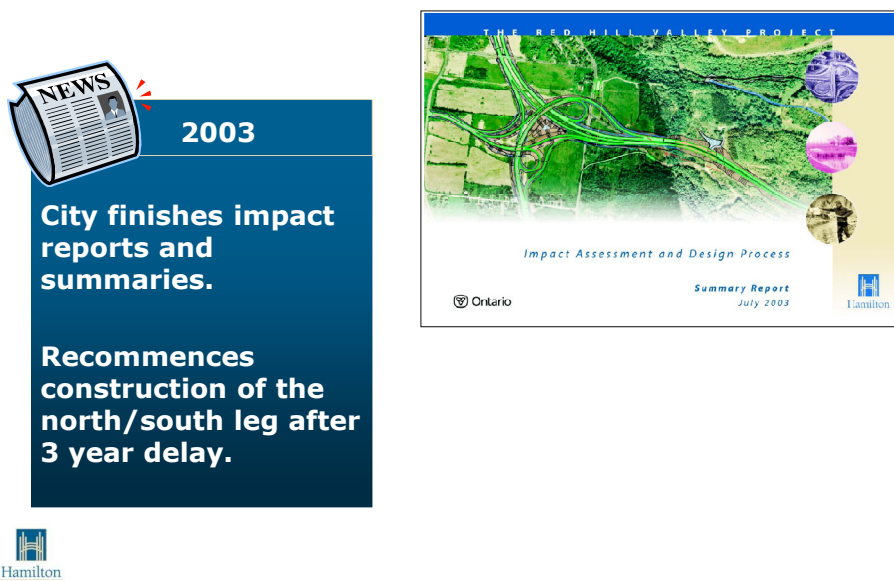 NEWS
2003
City finishes impact
reports and
summaries.
Recommences
construction of the
north/south leg after
3 year delay.
Hamilton
THE RED HILL VALLEY PROJECT
Impact Assessment and Design Process
Summary Report
July 2003
Ontario
Hamilton